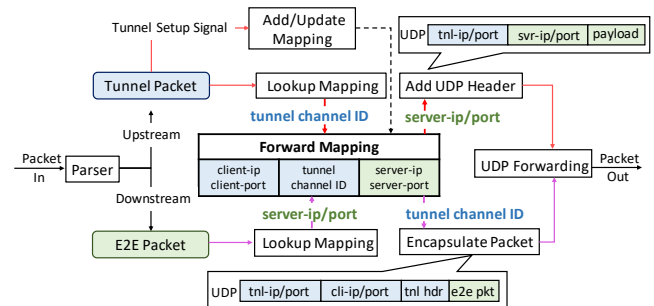 Tunnel Setup Signal
Add/Update
Mapping
UDP tnl-ip/port svr-ip/port payload
Tunnel Packet
Lookup Mapping
Add UDP Header
tunnel channel ID
server-ip/port
Upstream
Forward Mapping
client-ip
client-port
tunnel
channel ID
server-ip
server-port
Packet
In
Parser
UDP Forwarding
Packet
Out
Downstream
server-ip/port
tunnel channel ID
E2E Packet
Lookup Mapping
Encapsulate Packet
UDP tnl-ip/port cli-ip/port tnl hdr e2e pkt